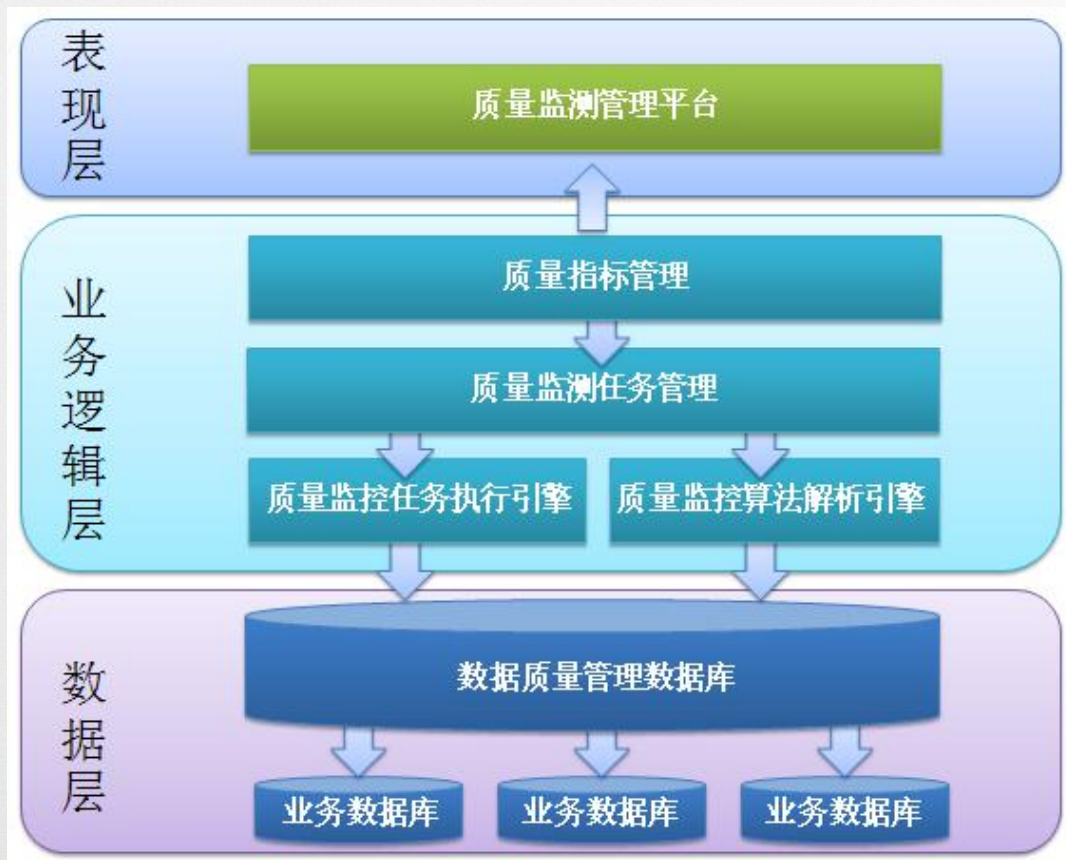 表现层
质量监测管理平台
业务逻辑层
质量指标管理
质量监测任务管理
质量监控任务执行引擎
质量监控算法解析引擎
数据层
数据质量管理数据库
业务数据库
业务数据库
业务数据库